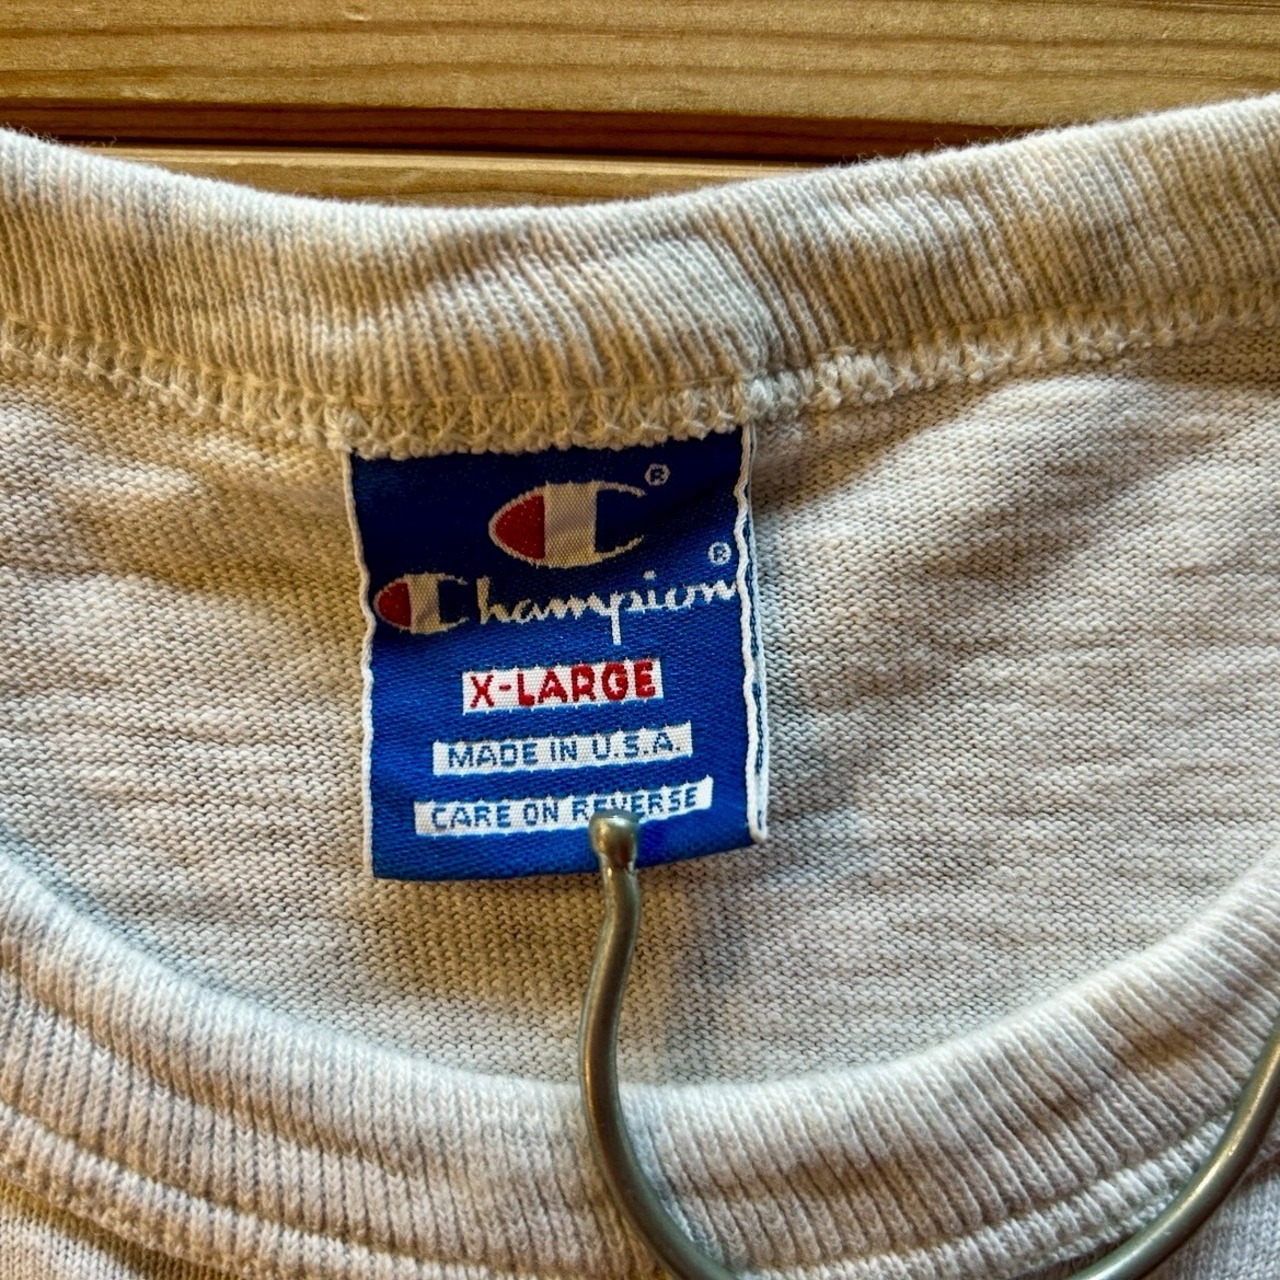 ®
Champion®
X-LARGE
MADE IN U.S.A.
CARE ON REVERSE